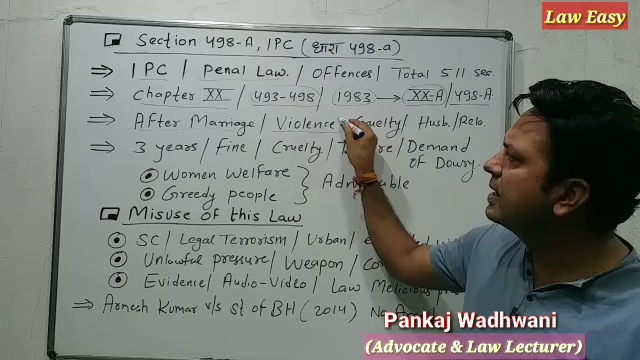 Law Easy
Section 498-A, IPC (धारा 498-a)
⇒ IPC / Penal Law. / Offences / Total 511 sec.
⇒ Chapter XX / 493-498 / 1983 → XX-A / 498-A
⇒ After Marriage / Violence / Cruelty / Husb. / Rela.
⇒ 3 years / Fine / Cruelty / / Demand of Dowry
Women Welfare
Greedy people
Misuse of this Law
SC / Legal Terrorism / Urban /
Unlawful pressure / Weapon /
Evidence / Audio-Video / Law Malicious
⇒ Arnesh Kumar v/s St of BH (2014) No
Pankaj Wadhwani
(Advocate & Law Lecturer)